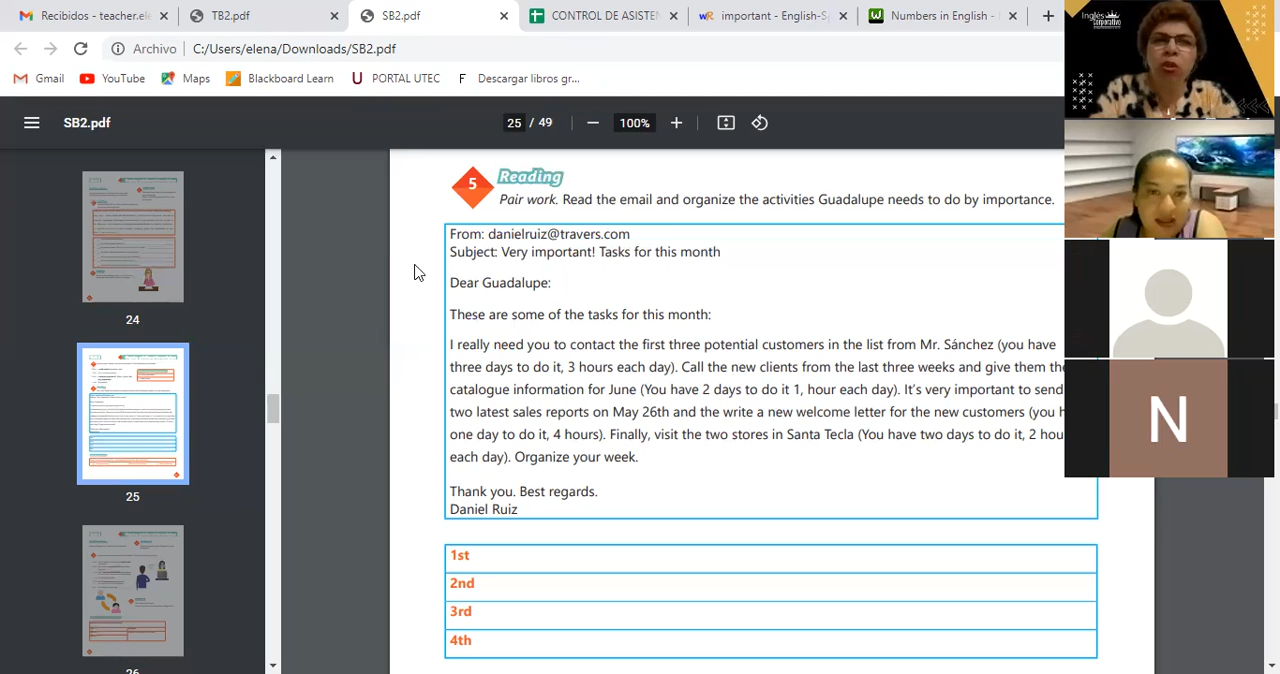 Recibidos - teacher.ele
TB2.pdf
SB2.pdf
CONTROL DE ASISTEN
important - English-S
Numbers in English -
Archivo
C:/Users/elena/Downloads/SB2.pdf
Gmail
YouTube
Maps
Blackboard Learn
PORTAL UTEC
Descargar libros gr...
SB2.pdf
25 / 49
100%
Inglés
corporativo
24
25
26
5
Reading
Pair work. Read the email and organize the activities Guadalupe needs to do by importance.
From: danielruiz@travers.com
Subject: Very important! Tasks for this month
Dear Guadalupe:
These are some of the tasks for this month:
I really need you to contact the first three potential customers in the list from Mr. Sánchez (you have
three days to do it, 3 hours each day). Call the new clients from the last three weeks and give them the
catalogue information for June (You have 2 days to do it 1 hour each day). It's very important to send
two latest sales reports on May 26th and the write a new welcome letter for the new customers (you h
one day to do it, 4 hours). Finally, visit the two stores in Santa Tecla (You have two days to do it, 2 hou
each day). Organize your week.
Thank you. Best regards.
Daniel Ruiz
1st
2nd
3rd
4th
N